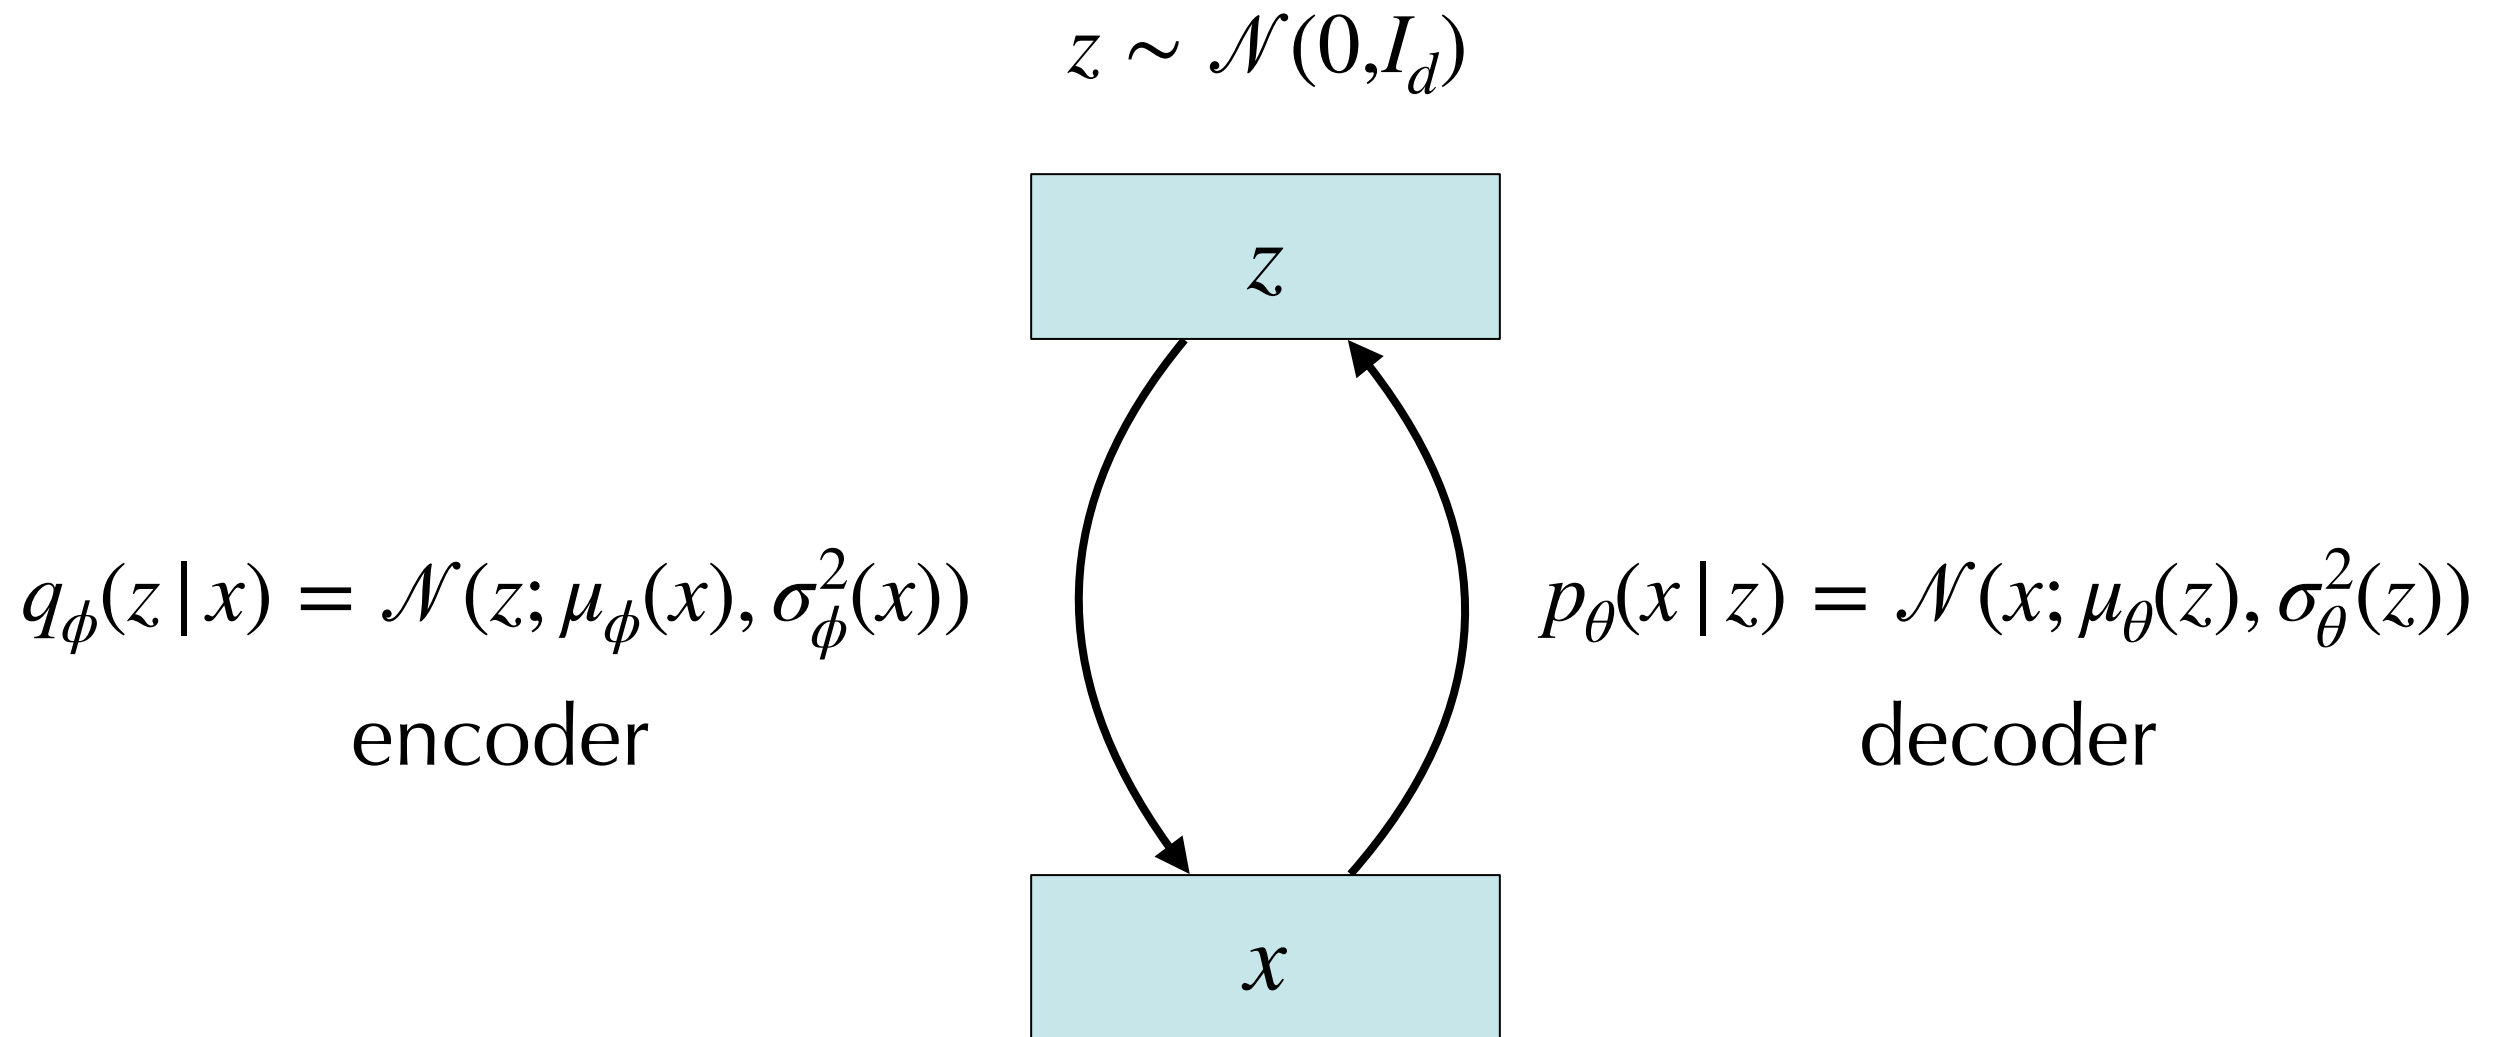 z ~ 𝒩(0, I_d)
z
q_ϕ(z | x) = 𝒩(z; μ_ϕ(x), σ_ϕ^2(x))
encoder
p_θ(x | z) = 𝒩(x; μ_θ(z), σ_θ^2(z))
decoder
x